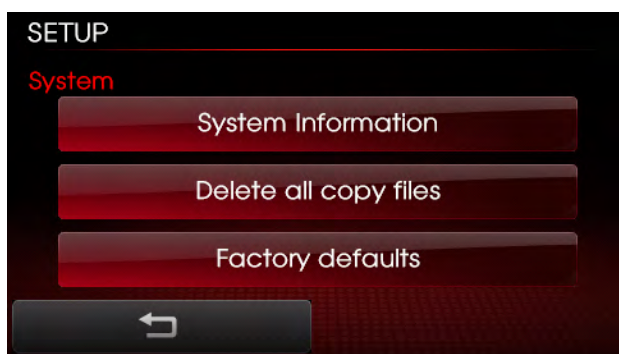 SETUP
System
System Information
Delete all copy files
Factory defaults